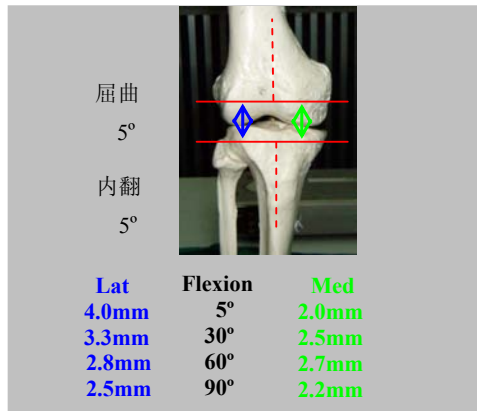 屈曲
5º
内翻
5º
Lat Flexion Med
4.0mm 5º 2.0mm
3.3mm 30º 2.5mm
2.8mm 60º 2.7mm
2.5mm 90º 2.2mm